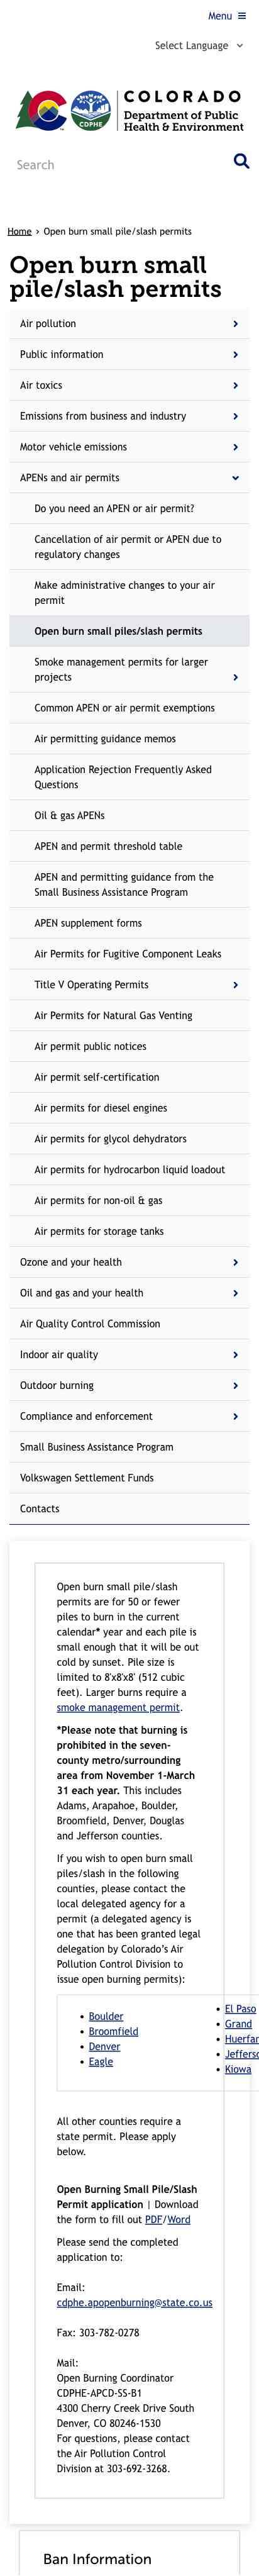 Menu
Select Language
COLORADO
Department of Public
Health & Environment
CDPHE
Search
Home › Open burn small pile/slash permits
Open burn small
pile/slash permits
Air pollution
Public information
Air toxics
Emissions from business and industry
Motor vehicle emissions
APENs and air permits
Do you need an APEN or air permit?
Cancellation of air permit or APEN due to
regulatory changes
Make administrative changes to your air
permit
Open burn small piles/slash permits
Smoke management permits for larger
projects
Common APEN or air permit exemptions
Air permitting guidance memos
Application Rejection Frequently Asked
Questions
Oil & gas APENs
APEN and permit threshold table
APEN and permitting guidance from the
Small Business Assistance Program
APEN supplement forms
Air Permits for Fugitive Component Leaks
Title V Operating Permits
Air Permits for Natural Gas Venting
Air permit public notices
Air permit self-certification
Air permits for diesel engines
Air permits for glycol dehydrators
Air permits for hydrocarbon liquid loadout
Air permits for non-oil & gas
Air permits for storage tanks
Ozone and your health
Oil and gas and your health
Air Quality Control Commission
Indoor air quality
Outdoor burning
Compliance and enforcement
Small Business Assistance Program
Volkswagen Settlement Funds
Contacts
Open burn small pile/slash
permits are for 50 or fewer
piles to burn in the current
calendar* year and each pile is
small enough that it will be out
cold by sunset. Pile size is
limited to 8'x8'x8' (512 cubic
feet). Larger burns require a
smoke management permit.
*Please note that burning is
prohibited in the seven-
county metro/surrounding
area from November 1-March
31 each year. This includes
Adams, Arapahoe, Boulder,
Broomfield, Denver, Douglas
and Jefferson counties.
If you wish to open burn small
piles/slash in the following
counties, please contact the
local delegated agency for a
permit (a delegated agency is
one that has been granted legal
delegation by Colorado’s Air
Pollution Control Division to
issue open burning permits):
• Boulder
• Broomfield
• Denver
• Eagle
• El Paso
• Grand
• Huerfan
• Jefferso
• Kiowa
All other counties require a
state permit. Please apply
below.
Open Burning Small Pile/Slash
Permit application | Download
the form to fill out PDF/Word
Please send the completed
application to:
Email:
cdphe.apopenburning@state.co.us
Fax: 303-782-0278
Mail:
Open Burning Coordinator
CDPHE-APCD-SS-B1
4300 Cherry Creek Drive South
Denver, CO 80246-1530
For questions, please contact
the Air Pollution Control
Division at 303-692-3268.
Ban Information